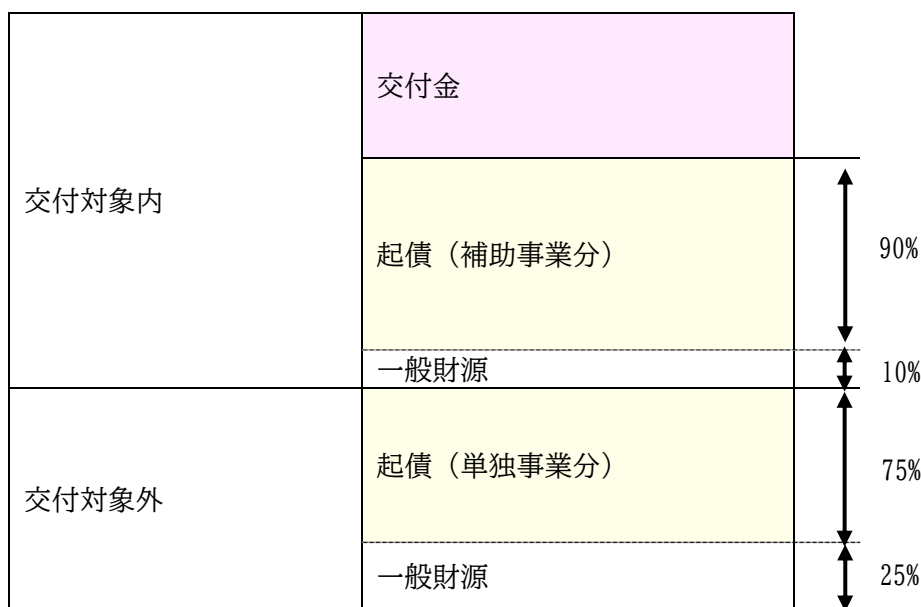 交付金
交付対象内
起債（補助事業分）
90%
一般財源
10%
起債（単独事業分）
75%
交付対象外
一般財源
25%